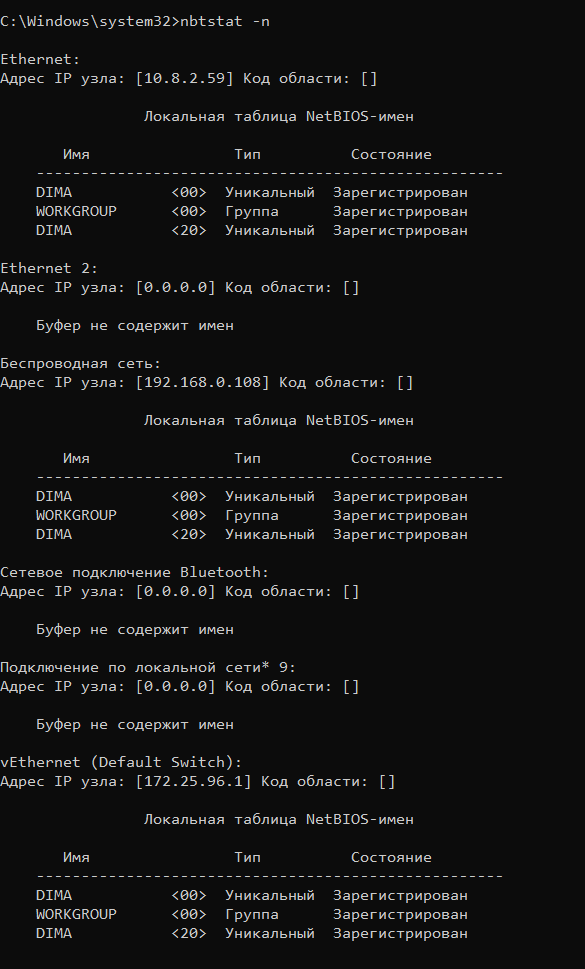 C:\Windows\system32>nbtstat -n
Ethernet:
Адрес IP узла: [10.8.2.59] Код области: []
Локальная таблица NetBIOS-имен
Имя Тип Состояние
----------------------------------------------------
DIMA <00> Уникальный Зарегистрирован
WORKGROUP <00> Группа Зарегистрирован
DIMA <20> Уникальный Зарегистрирован
Ethernet 2:
Адрес IP узла: [0.0.0.0] Код области: []
Буфер не содержит имен
Беспроводная сеть:
Адрес IP узла: [192.168.0.108] Код области: []
Локальная таблица NetBIOS-имен
Имя Тип Состояние
----------------------------------------------------
DIMA <00> Уникальный Зарегистрирован
WORKGROUP <00> Группа Зарегистрирован
DIMA <20> Уникальный Зарегистрирован
Сетевое подключение Bluetooth:
Адрес IP узла: [0.0.0.0] Код области: []
Буфер не содержит имен
Подключение по локальной сети* 9:
Адрес IP узла: [0.0.0.0] Код области: []
Буфер не содержит имен
vEthernet (Default Switch):
Адрес IP узла: [172.25.96.1] Код области: []
Локальная таблица NetBIOS-имен
Имя Тип Состояние
----------------------------------------------------
DIMA <00> Уникальный Зарегистрирован
WORKGROUP <00> Группа Зарегистрирован
DIMA <20> Уникальный Зарегистрирован